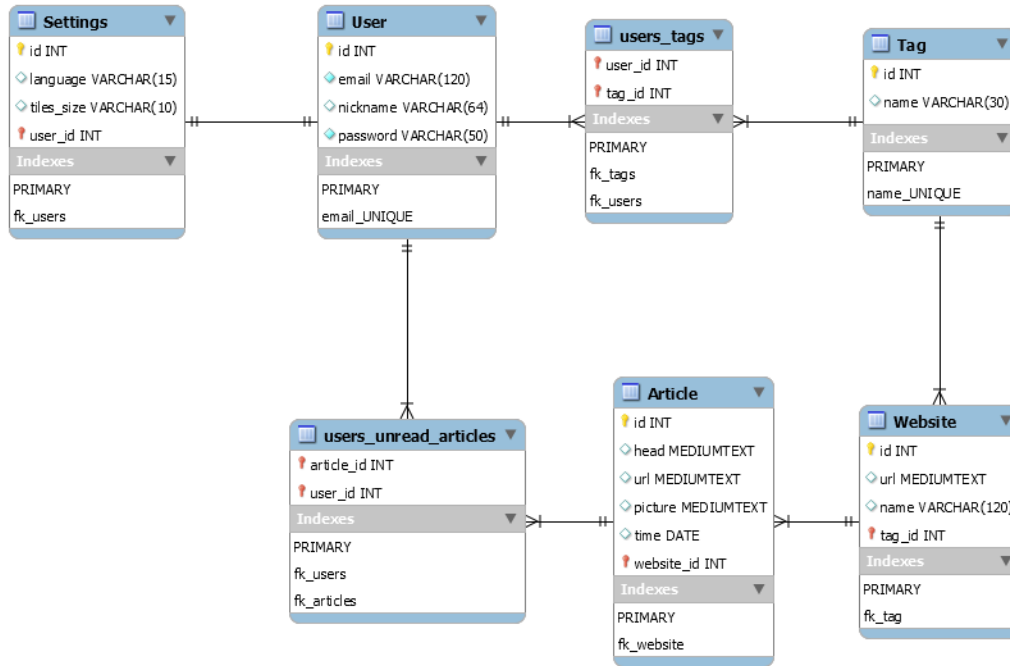 Settings
id INT
language VARCHAR(15)
tiles_size VARCHAR(10)
user_id INT
Indexes
PRIMARY
fk_users
User
id INT
email VARCHAR(120)
nickname VARCHAR(64)
password VARCHAR(50)
Indexes
PRIMARY
email_UNIQUE
users_tags
user_id INT
tag_id INT
Indexes
PRIMARY
fk_tags
fk_users
Tag
id INT
name VARCHAR(30)
Indexes
PRIMARY
name_UNIQUE
users_unread_articles
article_id INT
user_id INT
Indexes
PRIMARY
fk_users
fk_articles
Article
id INT
head MEDIUMTEXT
url MEDIUMTEXT
picture MEDIUMTEXT
time DATE
website_id INT
Indexes
PRIMARY
fk_website
Website
id INT
url MEDIUMTEXT
name VARCHAR(120)
tag_id INT
Indexes
PRIMARY
fk_tag